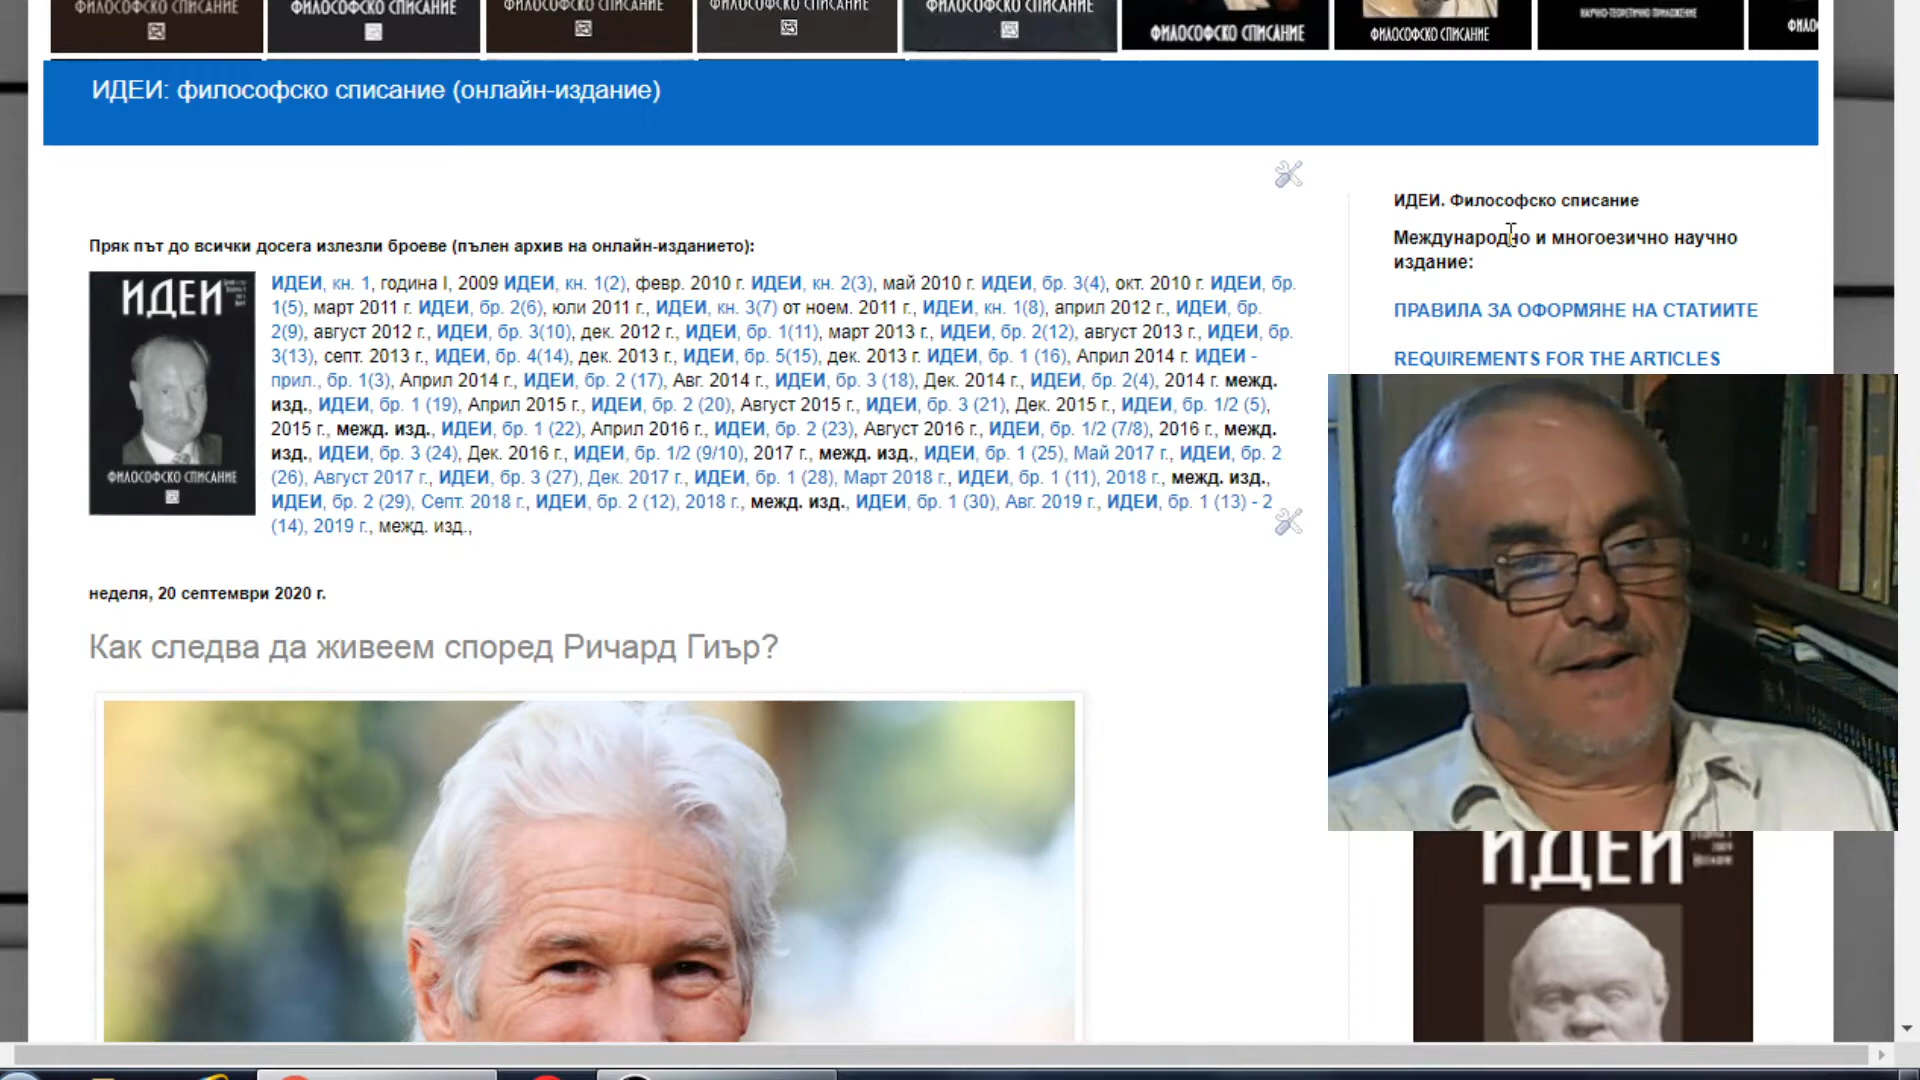 ФИЛОСОФСКО СПИСАНИЕ
ФИЛОСОФСКО СПИСАНИЕ
ФИЛОСОФСКО СПИСАНИЕ
ФИЛОСОФСКО СПИСАНИЕ
ФИЛОСОФСКО СПИСАНИЕ
ФИЛОСОФСКО СПИСАНИЕ
ФИЛОСОФСКО СПИСАНИЕ
НАУЧНО-ТЕОРЕТИЧНО ПРИЛОЖЕНИЕ
ИДЕИ: философско списание (онлайн-издание)
Пряк път до всички досега излезли броеве (пълен архив на онлайн-изданието):
ИДЕИ
ФИЛОСОФСКО СПИСАНИЕ
ИДЕИ, кн. 1, година I, 2009 ИДЕИ, кн. 1(2), февр. 2010 г. ИДЕИ, кн. 2(3), май 2010 г. ИДЕИ, бр. 3(4), окт. 2010 г. ИДЕИ, бр.
1(5), март 2011 г. ИДЕИ, бр. 2(6), юли 2011 г., ИДЕИ, кн. 3(7) от ноем. 2011 г., ИДЕИ, кн. 1(8), април 2012 г., ИДЕИ, бр.
2(9), август 2012 г., ИДЕИ, бр. 3(10), дек. 2012 г., ИДЕИ, бр. 1(11), март 2013 г., ИДЕИ, бр. 2(12), август 2013 г., ИДЕИ, бр.
3(13), септ. 2013 г., ИДЕИ, бр. 4(14), дек. 2013 г., ИДЕИ, бр. 5(15), дек. 2013 г. ИДЕИ, бр. 1 (16), Април 2014 г. ИДЕИ -
прил., бр. 1(3), Април 2014 г., ИДЕИ, бр. 2 (17), Авг. 2014 г., ИДЕИ, бр. 3 (18), Дек. 2014 г., ИДЕИ, бр. 2(4), 2014 г. межд.
изд., ИДЕИ, бр. 1 (19), Април 2015 г., ИДЕИ, бр. 2 (20), Август 2015 г., ИДЕИ, бр. 3 (21), Дек. 2015 г., ИДЕИ, бр. 1/2 (5),
2015 г., межд. изд., ИДЕИ, бр. 1 (22), Април 2016 г., ИДЕИ, бр. 2 (23), Август 2016 г., ИДЕИ, бр. 1/2 (7/8), 2016 г., межд.
изд., ИДЕИ, бр. 3 (24), Дек. 2016 г., ИДЕИ, бр. 1/2 (9/10), 2017 г., межд. изд., ИДЕИ, бр. 1 (25), Май 2017 г., ИДЕИ, бр. 2
(26), Август 2017 г., ИДЕИ, бр. 3 (27), Дек. 2017 г., ИДЕИ, бр. 1 (28), Март 2018 г., ИДЕИ, бр. 1 (11), 2018 г., межд. изд.,
ИДЕИ, бр. 2 (29), Септ. 2018 г., ИДЕИ, бр. 2 (12), 2018 г., межд. изд., ИДЕИ, бр. 1 (30), Авг. 2019 г., ИДЕИ, бр. 1 (13) - 2
(14), 2019 г., межд. изд.,
неделя, 20 септември 2020 г.
Как следва да живеем според Ричард Гиър?
ИДЕИ. Философско списание
Международно и многоезично научно
издание:
ПРАВИЛА ЗА ОФОРМЯНЕ НА СТАТИИТЕ
REQUIREMENTS FOR THE ARTICLES
ИДЕИ